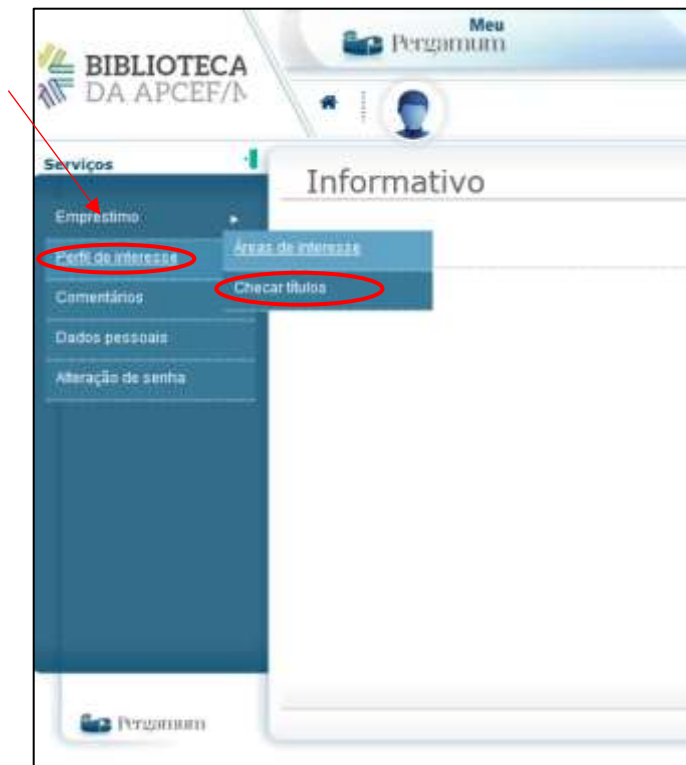 BIBLIOTECA
DA APCEF/
Meu
Pergamum
Serviços
Informativo
Empréstimo
Perfil de interesse
Áreas de interesse
Checar títulos
Comentários
Dados pessoais
Alteração de senha
Pergamum